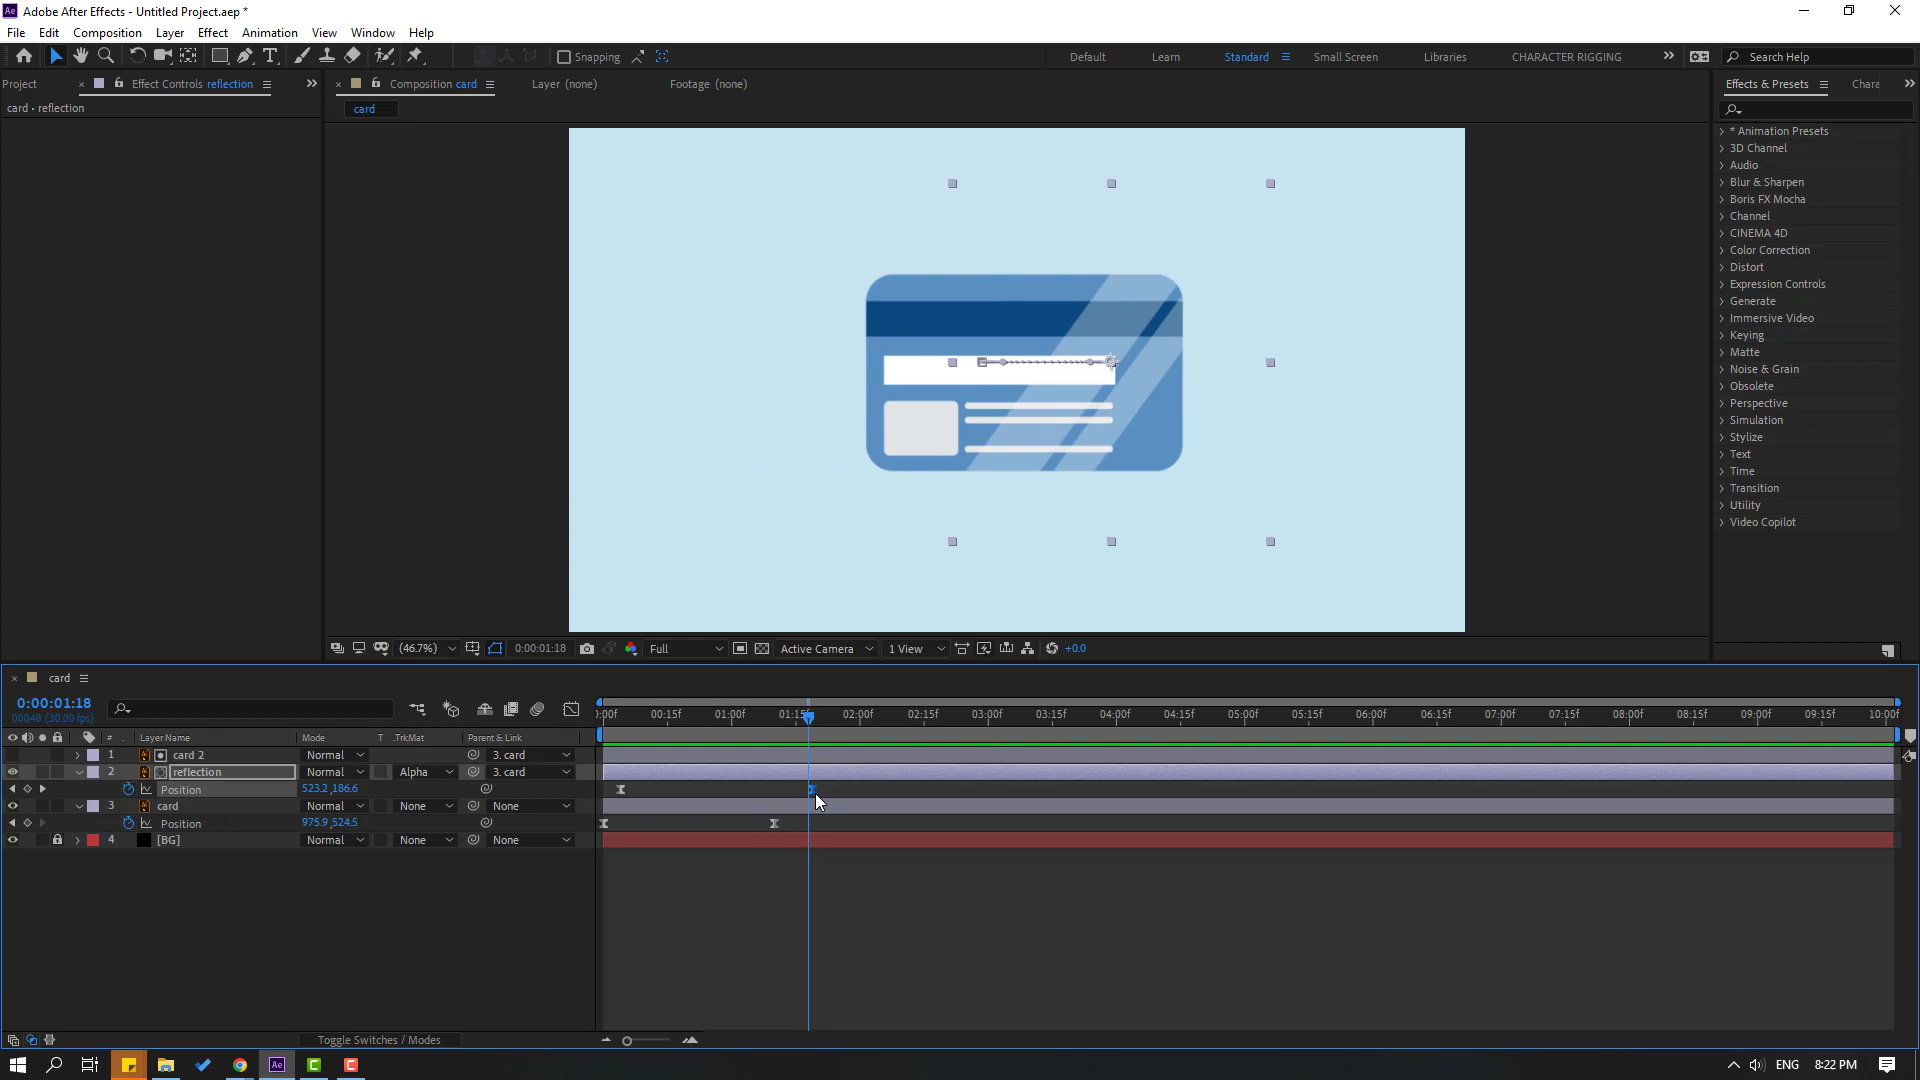 Adobe After Effects - Untitled Project.aep *
File Edit Composition Layer Effect Animation View Window Help
Snapping Default Learn Standard Small Screen Libraries CHARACTER RIGGING Search Help
Project Effect Controls reflection Composition card Layer (none) Footage (none) Effects & Presets Chara
card • reflection card
* Animation Presets
3D Channel
Audio
Blur & Sharpen
Boris FX Mocha
Channel
CINEMA 4D
Color Correction
Distort
Expression Controls
Generate
Immersive Video
Keying
Matte
Noise & Grain
Obsolete
Perspective
Simulation
Stylize
Text
Time
Transition
Utility
Video Copilot
(46.7%) 0:00:01:18 Full Active Camera 1 View +0.0
card
0:00:01:18
00048 (30.00 fps)
:00f 00:15f 01:00f 01:15f 02:00f 02:15f 03:00f 03:15f 04:00f 04:15f 05:00f 05:15f 06:00f 06:15f 07:00f 07:15f 08:00f 08:15f 09:00f 09:15f 10:00f
# Layer Name Mode T .TrkMat Parent & Link
1 card 2 Normal 3. card
2 reflection Normal Alpha 3. card
Position 523.2,186.6
3 card Normal None None
Position 975.9,524.5
4 [BG] Normal None None
Toggle Switches / Modes
Ae ENG 8:22 PM